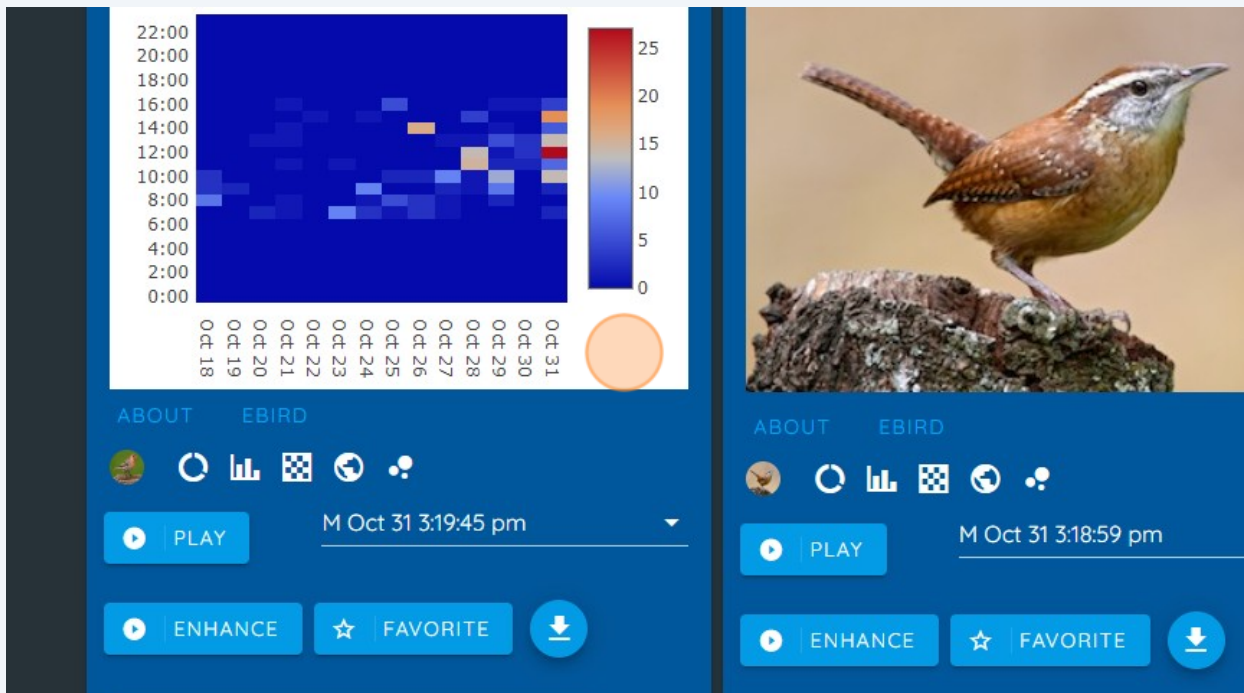 22:00
20:00
18:00
16:00
14:00
12:00
10:00
8:00
6:00
4:00
2:00
0:00
25
20
15
10
5
0
Oct 18
Oct 19
Oct 20
Oct 21
Oct 22
Oct 23
Oct 24
Oct 25
Oct 26
Oct 27
Oct 28
Oct 29
Oct 30
Oct 31
ABOUT EBIRD
PLAY
M Oct 31 3:19:45 pm
ENHANCE
FAVORITE
ABOUT EBIRD
PLAY
M Oct 31 3:18:59 pm
ENHANCE
FAVORITE